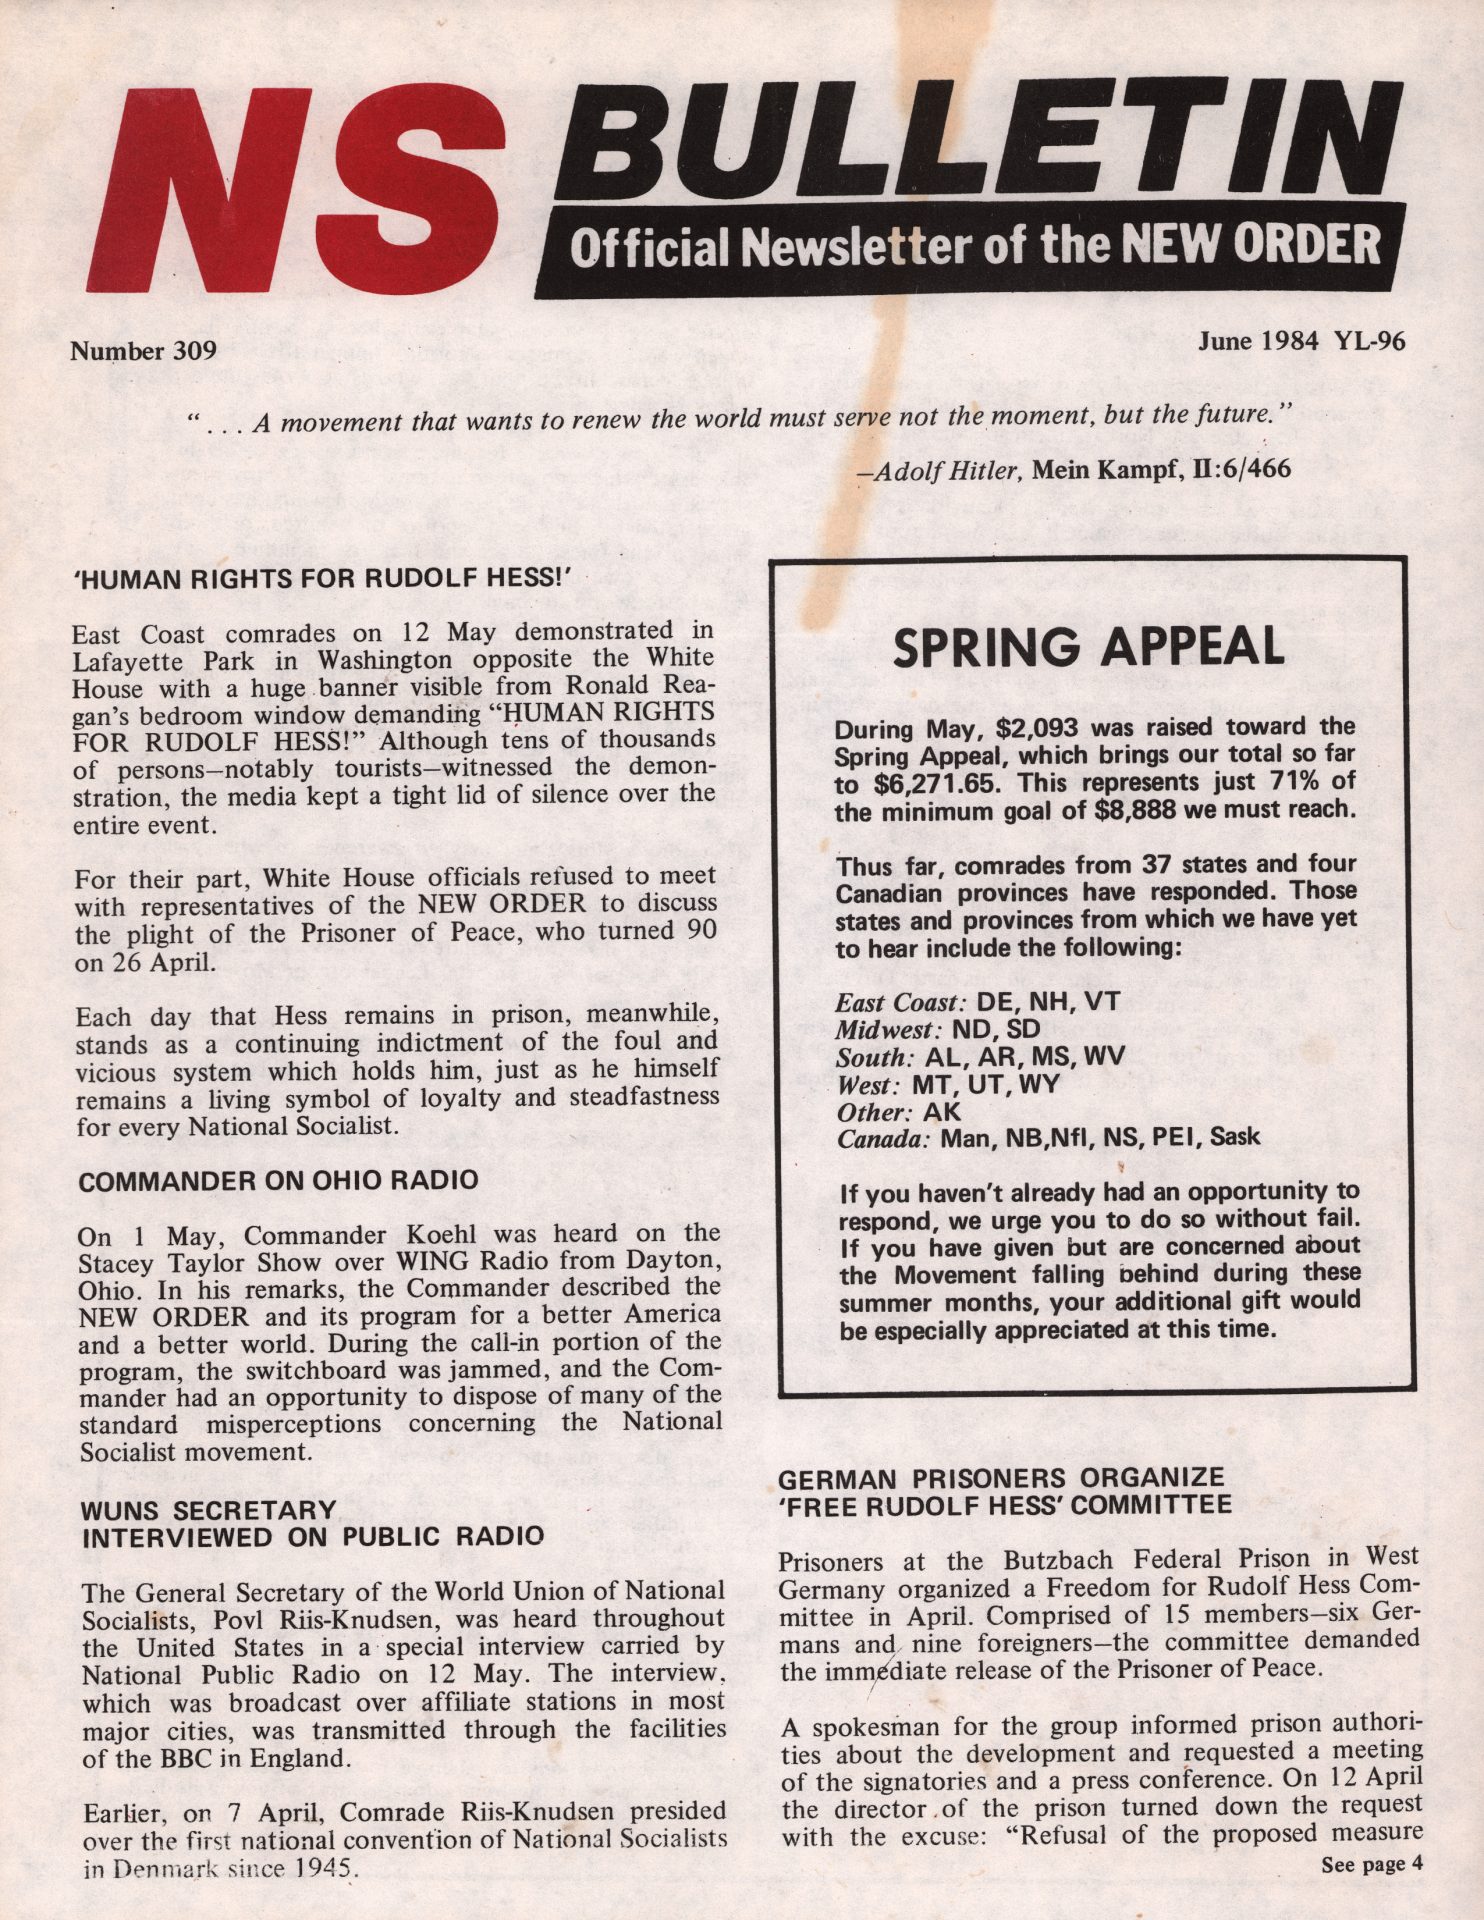 NS BULLETIN
Official Newsletter of the NEW ORDER
Number 309
June 1984 YL-96
“. . . A movement that wants to renew the world must serve not the moment, but the future.”
—Adolf Hitler, Mein Kampf, II:6/466
‘HUMAN RIGHTS FOR RUDOLF HESS!’
East Coast comrades on 12 May demonstrated in
Lafayette Park in Washington opposite the White
House with a huge banner visible from Ronald Rea-
gan’s bedroom window demanding “HUMAN RIGHTS
FOR RUDOLF HESS!” Although tens of thousands
of persons—notably tourists—witnessed the demon-
stration, the media kept a tight lid of silence over the
entire event.
For their part, White House officials refused to meet
with representatives of the NEW ORDER to discuss
the plight of the Prisoner of Peace, who turned 90
on 26 April.
Each day that Hess remains in prison, meanwhile,
stands as a continuing indictment of the foul and
vicious system which holds him, just as he himself
remains a living symbol of loyalty and steadfastness
for every National Socialist.
COMMANDER ON OHIO RADIO
On 1 May, Commander Koehl was heard on the
Stacey Taylor Show over WING Radio from Dayton,
Ohio. In his remarks, the Commander described the
NEW ORDER and its program for a better America
and a better world. During the call-in portion of the
program, the switchboard was jammed, and the Com-
mander had an opportunity to dispose of many of the
standard misperceptions concerning the National
Socialist movement.
WUNS SECRETARY
INTERVIEWED ON PUBLIC RADIO
The General Secretary of the World Union of National
Socialists, Povl Riis-Knudsen, was heard throughout
the United States in a special interview carried by
National Public Radio on 12 May. The interview,
which was broadcast over affiliate stations in most
major cities, was transmitted through the facilities
of the BBC in England.
Earlier, on 7 April, Comrade Riis-Knudsen presided
over the first national convention of National Socialists
in Denmark since 1945.
SPRING APPEAL
During May, $2,093 was raised toward the
Spring Appeal, which brings our total so far
to $6,271.65. This represents just 71% of
the minimum goal of $8,888 we must reach.
Thus far, comrades from 37 states and four
Canadian provinces have responded. Those
states and provinces from which we have yet
to hear include the following:
East Coast: DE, NH, VT
Midwest: ND, SD
South: AL, AR, MS, WV
West: MT, UT, WY
Other: AK
Canada: Man, NB,Nfl, NS, PEI, Sask
If you haven’t already had an opportunity to
respond, we urge you to do so without fail.
If you have given but are concerned about
the Movement falling behind during these
summer months, your additional gift would
be especially appreciated at this time.
GERMAN PRISONERS ORGANIZE
‘FREE RUDOLF HESS’ COMMITTEE
Prisoners at the Butzbach Federal Prison in West
Germany organized a Freedom for Rudolf Hess Com-
mittee in April. Comprised of 15 members—six Ger-
mans and nine foreigners—the committee demanded
the immediate release of the Prisoner of Peace.
A spokesman for the group informed prison authori-
ties about the development and requested a meeting
of the signatories and a press conference. On 12 April
the director of the prison turned down the request
with the excuse: “Refusal of the proposed measure
See page 4